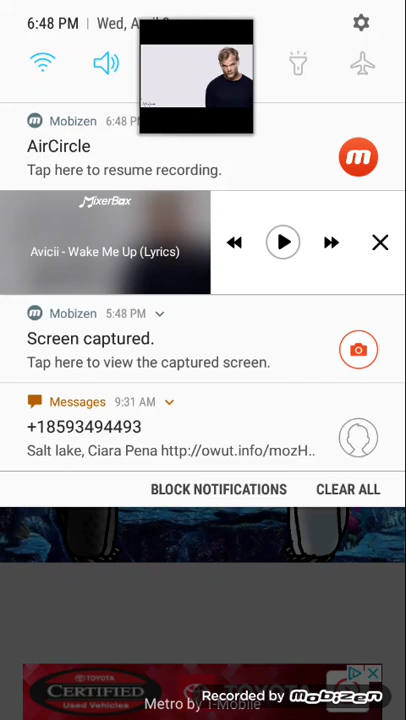 6:48 PM Wed, A
Mobizen 6:48 P
AirCircle
Tap here to resume recording.
MixerBox
Avicii - Wake Me Up (Lyrics)
Mobizen 5:48 PM
Screen captured.
Tap here to view the captured screen.
Messages 9:31 AM
+18593494493
Salt lake, Ciara Pena http://owut.info/mozH..
BLOCK NOTIFICATIONS CLEAR ALL
TOYOTA
CERTIFIED
Used Vehicles
TOYOTA
Recorded by Mobizen
Metro by T-Mobile